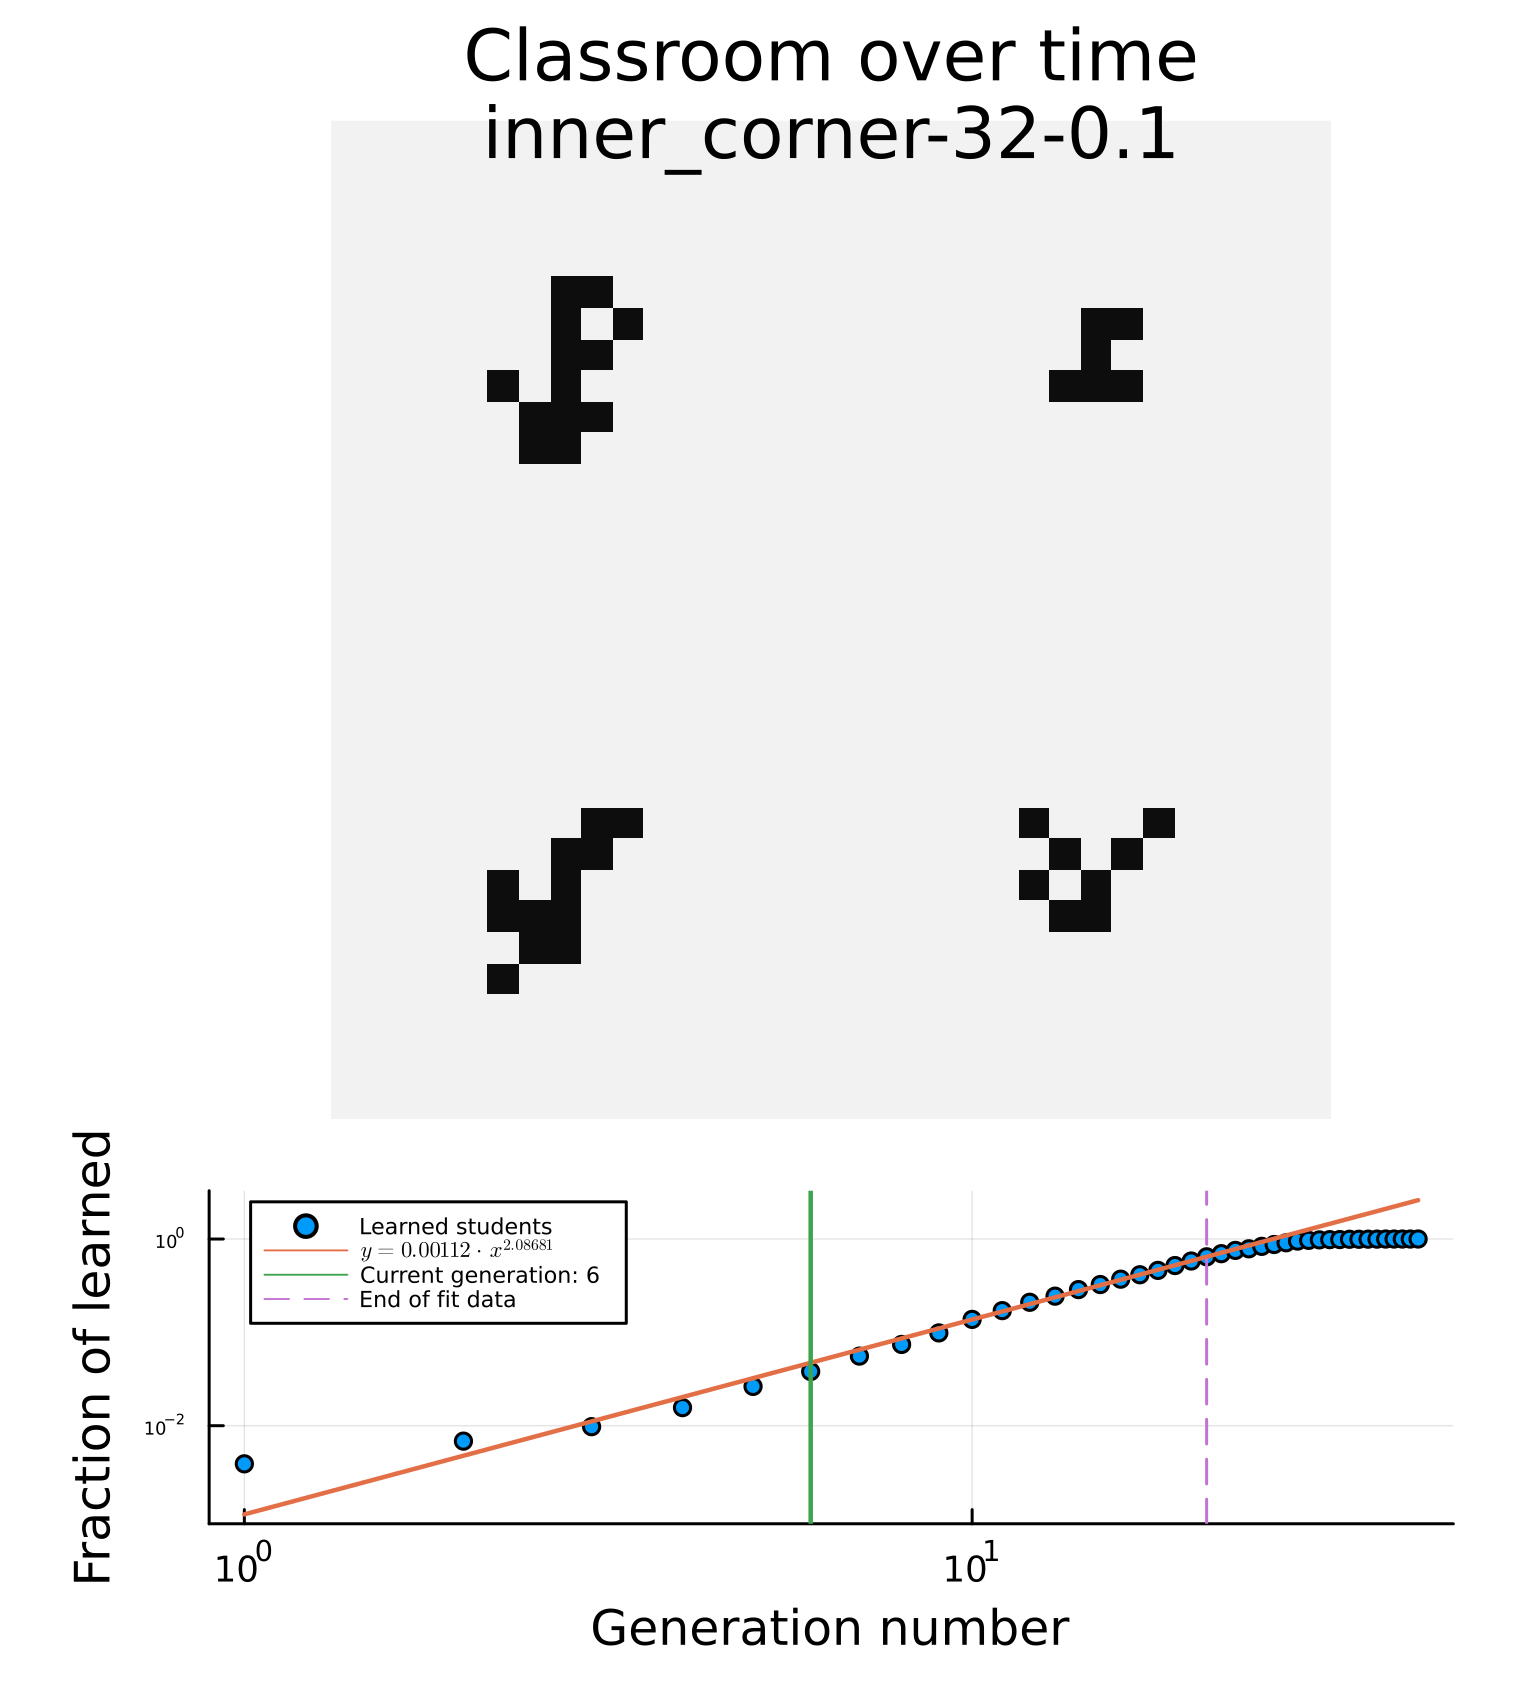 Classroom over time
inner_corner-32-0.1
Fraction of learned
10^0
10^-2
Learned students
y = 0.00112 · x^2.08681
Current generation: 6
End of fit data
10^0
10^1
Generation number